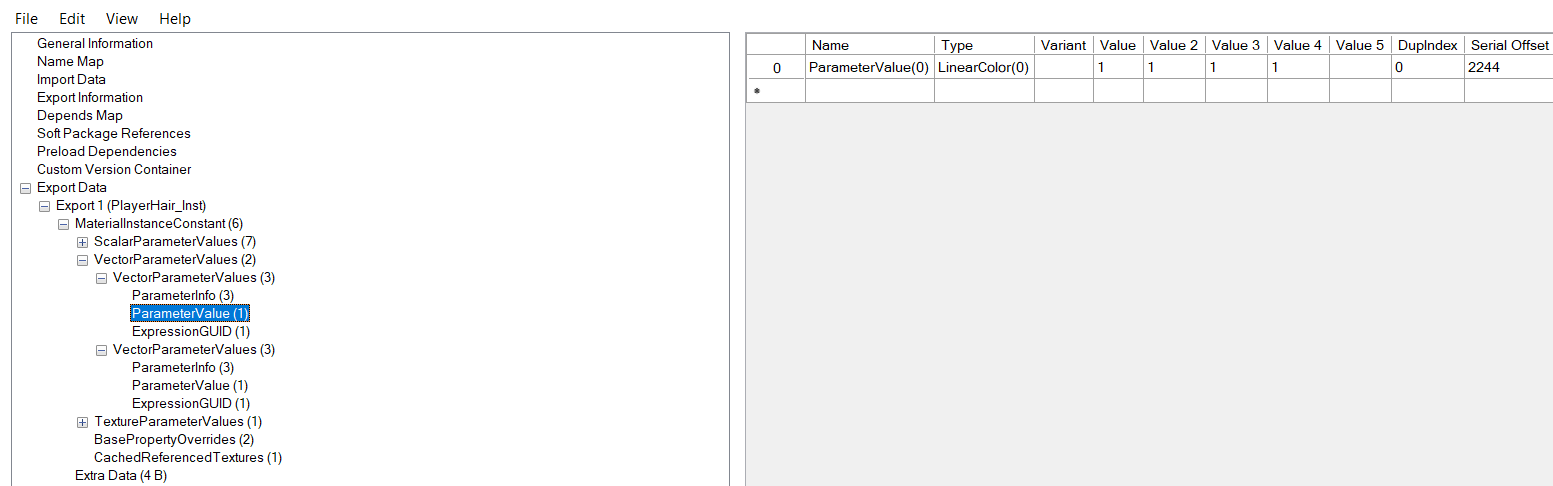 File Edit View Help
General Information
Name Map
Import Data
Export Information
Depends Map
Soft Package References
Preload Dependencies
Custom Version Container
Export Data
Export 1 (PlayerHair_Inst)
MaterialInstanceConstant (6)
ScalarParameterValues (7)
VectorParameterValues (2)
VectorParameterValues (3)
ParameterInfo (3)
ParameterValue (1)
ExpressionGUID (1)
VectorParameterValues (3)
ParameterInfo (3)
ParameterValue (1)
ExpressionGUID (1)
TextureParameterValues (1)
BasePropertyOverrides (2)
CachedReferencedTextures (1)
Extra Data (4 B)
Name Type Variant Value Value 2 Value 3 Value 4 Value 5 DupIndex Serial Offset
0 ParameterValue(0) LinearColor(0) 1 1 1 1 0 2244
*